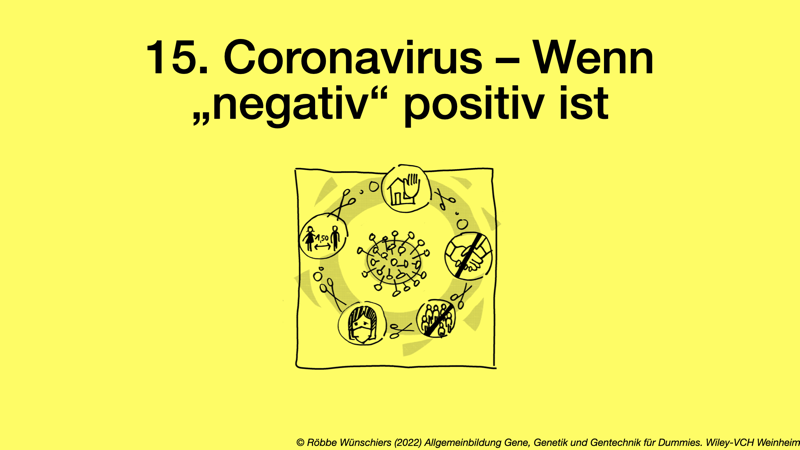 15. Coronavirus – Wenn
„negativ“ positiv ist
1,50
© Röbbe Wünschiers (2022) Allgemeinbildung Gene, Genetik und Gentechnik für Dummies. Wiley-VCH Weinheim